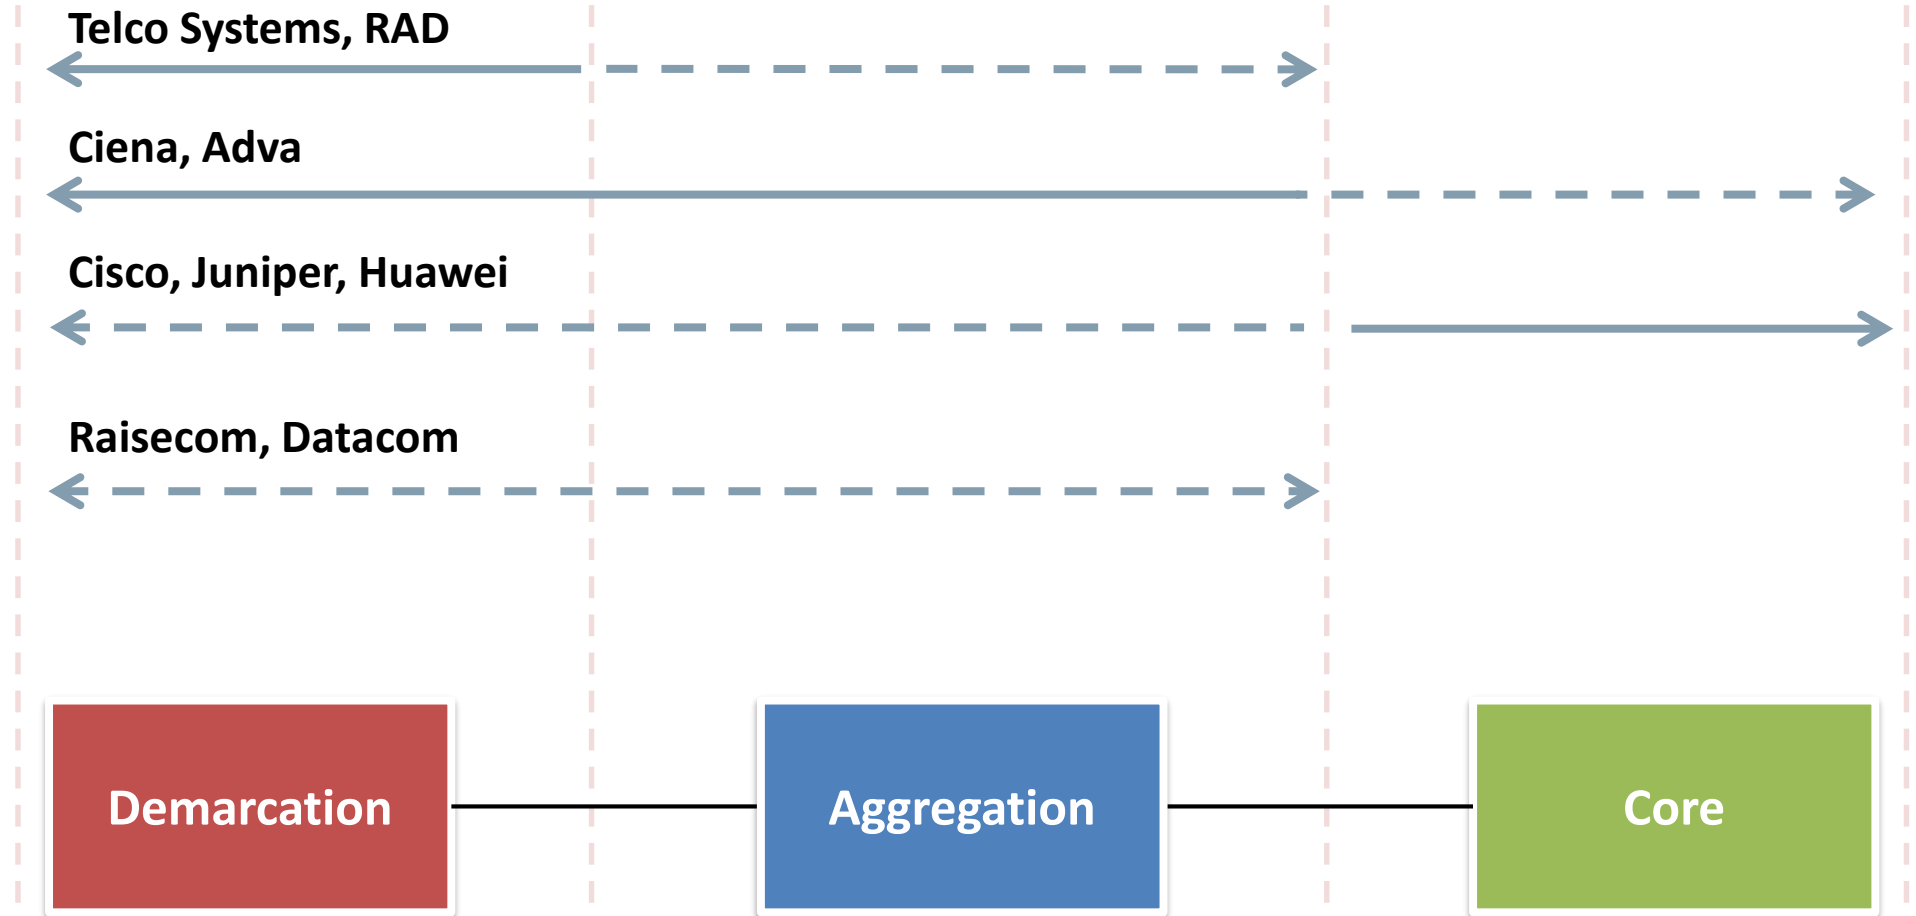 Telco Systems, RAD
Ciena, Adva
Cisco, Juniper, Huawei
Raisecom, Datacom
Demarcation
Aggregation
Core